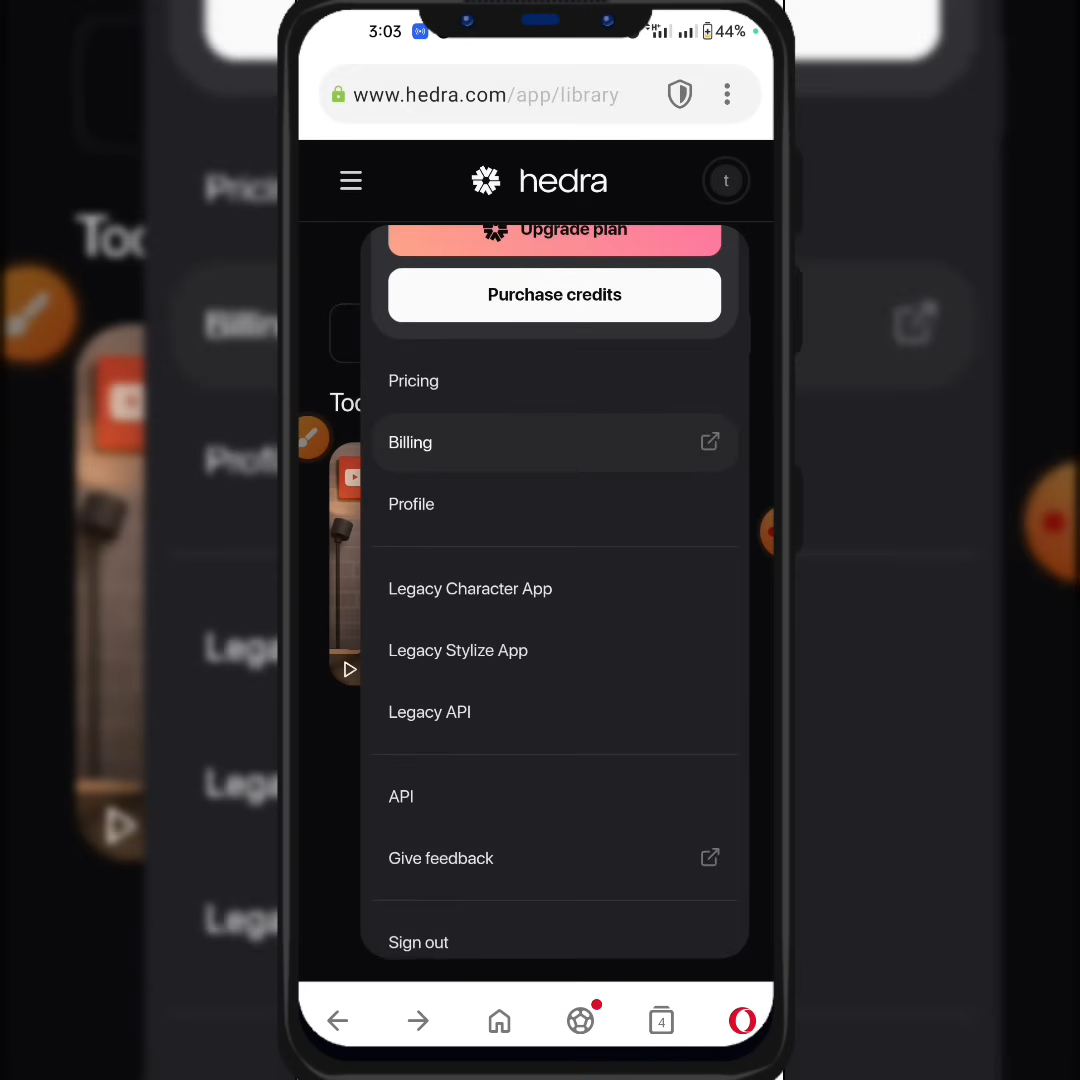 3:03
44%
www.hedra.com/app/library
hedra
t
Upgrade plan
Purchase credits
Pricing
Billing
Profile
Legacy Character App
Legacy Stylize App
Legacy API
API
Give feedback
Sign out
4